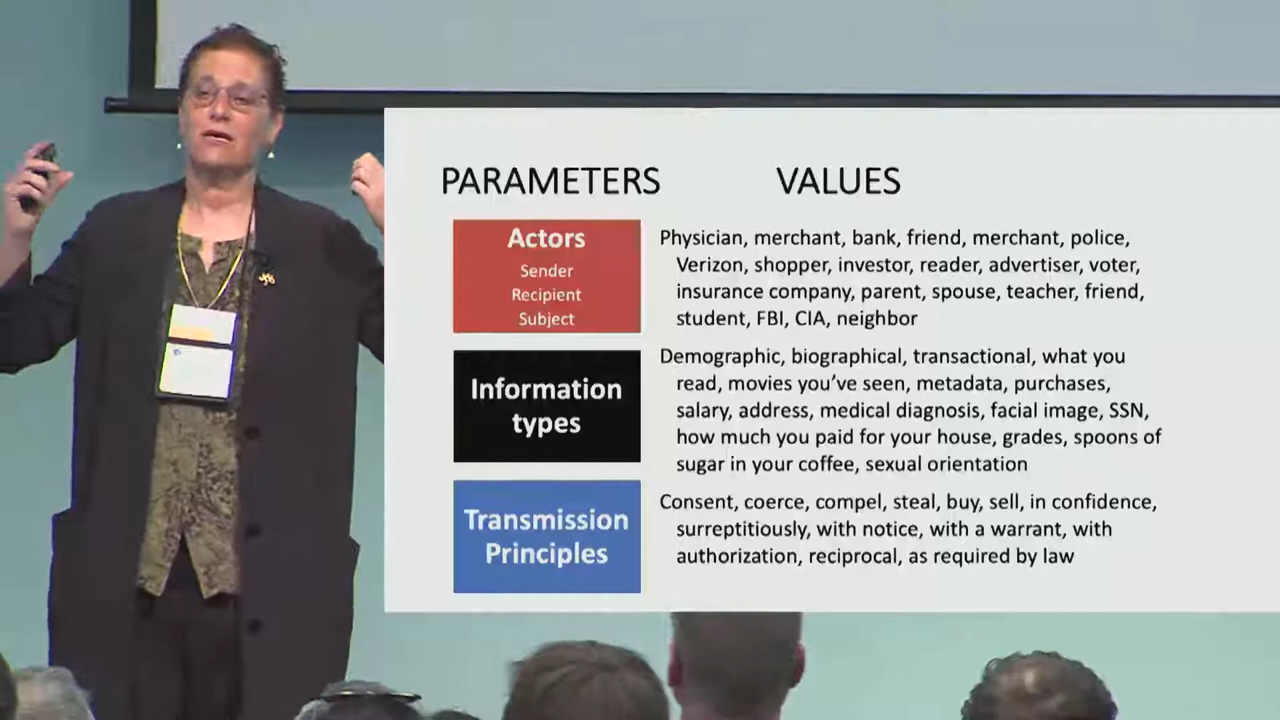 PARAMETERS
VALUES
Actors
Sender
Recipient
Subject
Physician, merchant, bank, friend, merchant, police,
Verizon, shopper, investor, reader, advertiser, voter,
insurance company, parent, spouse, teacher, friend,
student, FBI, CIA, neighbor
Information
types
Demographic, biographical, transactional, what you
read, movies you’ve seen, metadata, purchases,
salary, address, medical diagnosis, facial image, SSN,
how much you paid for your house, grades, spoons of
sugar in your coffee, sexual orientation
Transmission
Principles
Consent, coerce, compel, steal, buy, sell, in confidence,
surreptitiously, with notice, with a warrant, with
authorization, reciprocal, as required by law